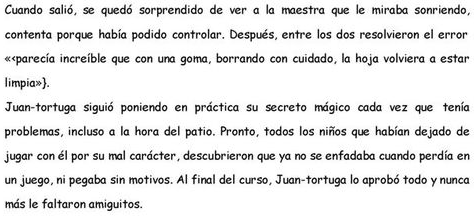 Cuando salió, se quedó sorprendido de ver a la maestra que le miraba sonriendo,
contenta porque había podido controlar. Después, entre los dos resolvieron el error
«‹parecía increíble que con una goma, borrando con cuidado, la hoja volviera a estar
limpia»}.
Juan-tortuga siguió poniendo en práctica su secreto mágico cada vez que tenía
problemas, incluso a la hora del patio. Pronto, todos los niños que habían dejado de
jugar con él por su mal carácter, descubrieron que ya no se enfadaba cuando perdía en
un juego, ni pegaba sin motivos. Al final del curso, Juan-tortuga lo aprobó todo y nunca
más le faltaron amiguitos.